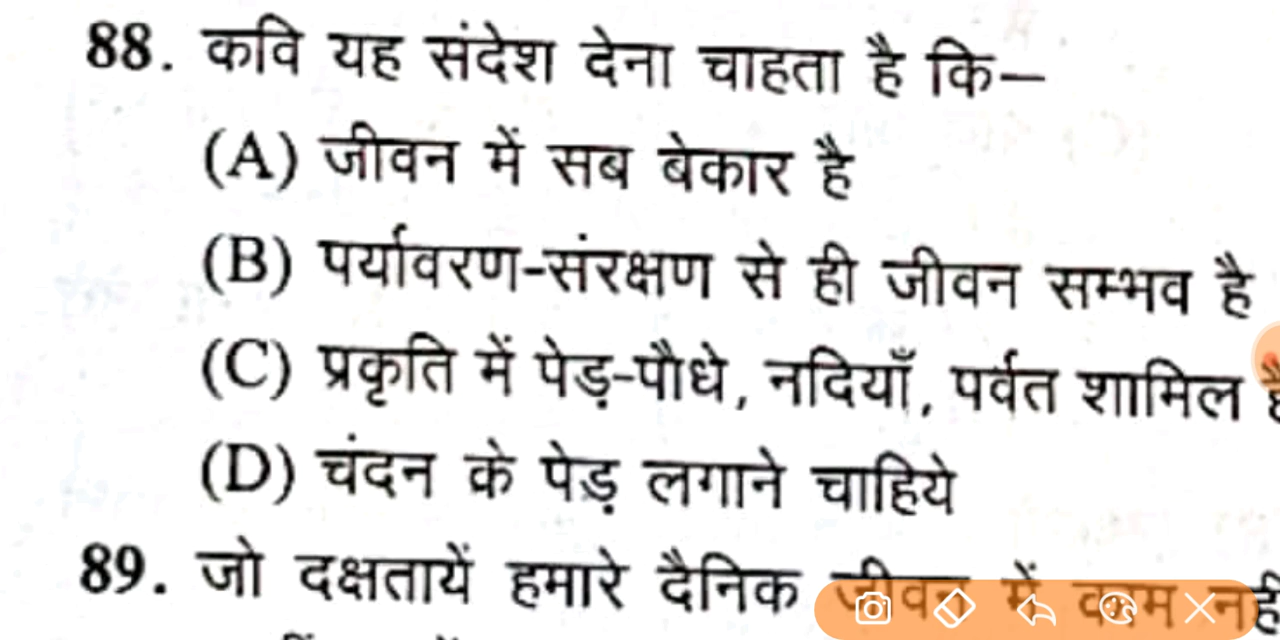 88. कवि यह संदेश देना चाहता है कि–
(A) जीवन में सब बेकार है
(B) पर्यावरण-संरक्षण से ही जीवन सम्भव है
(C) प्रकृति में पेड़-पौधे, नदियाँ, पर्वत शामिल
(D) चंदन के पेड़ लगाने चाहिये
89. जो दक्षतायें हमारे दैनिक जीवन में काम